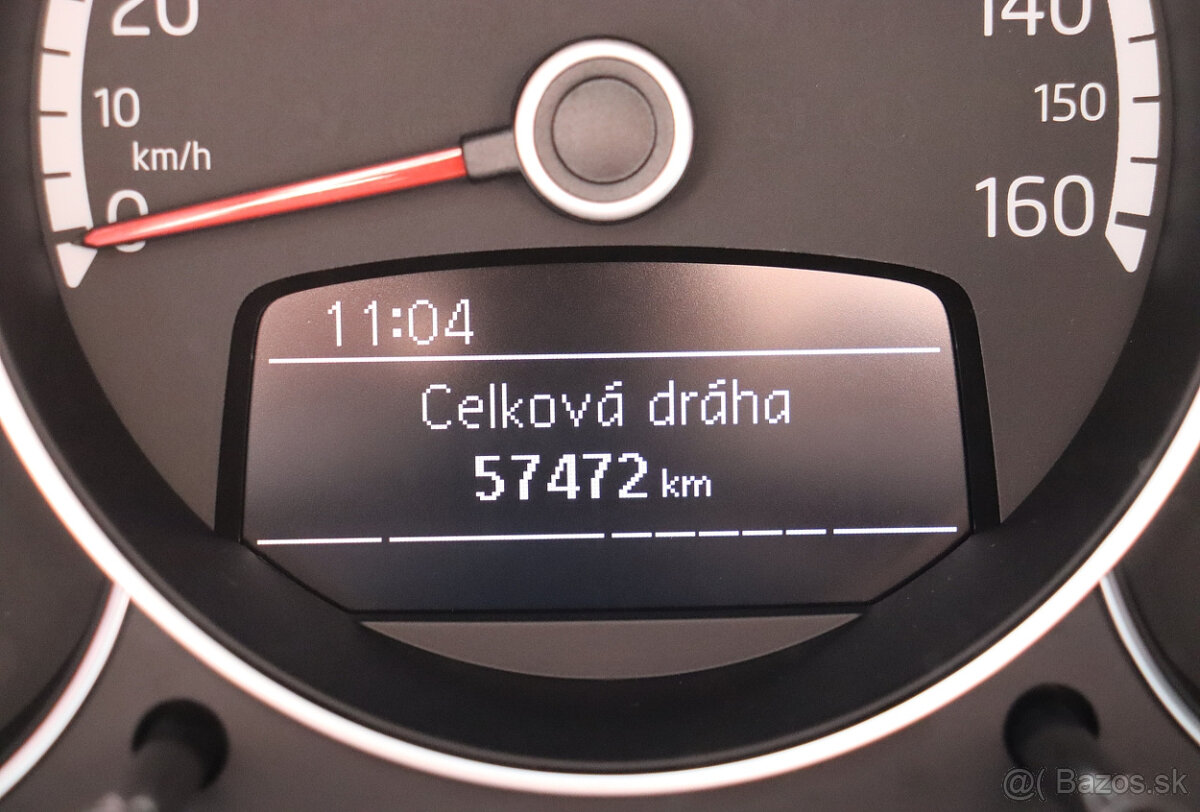 20 140
10 150
km/h
0 160
11:04
Celková dráha
57472 km
@( Bazos.sk